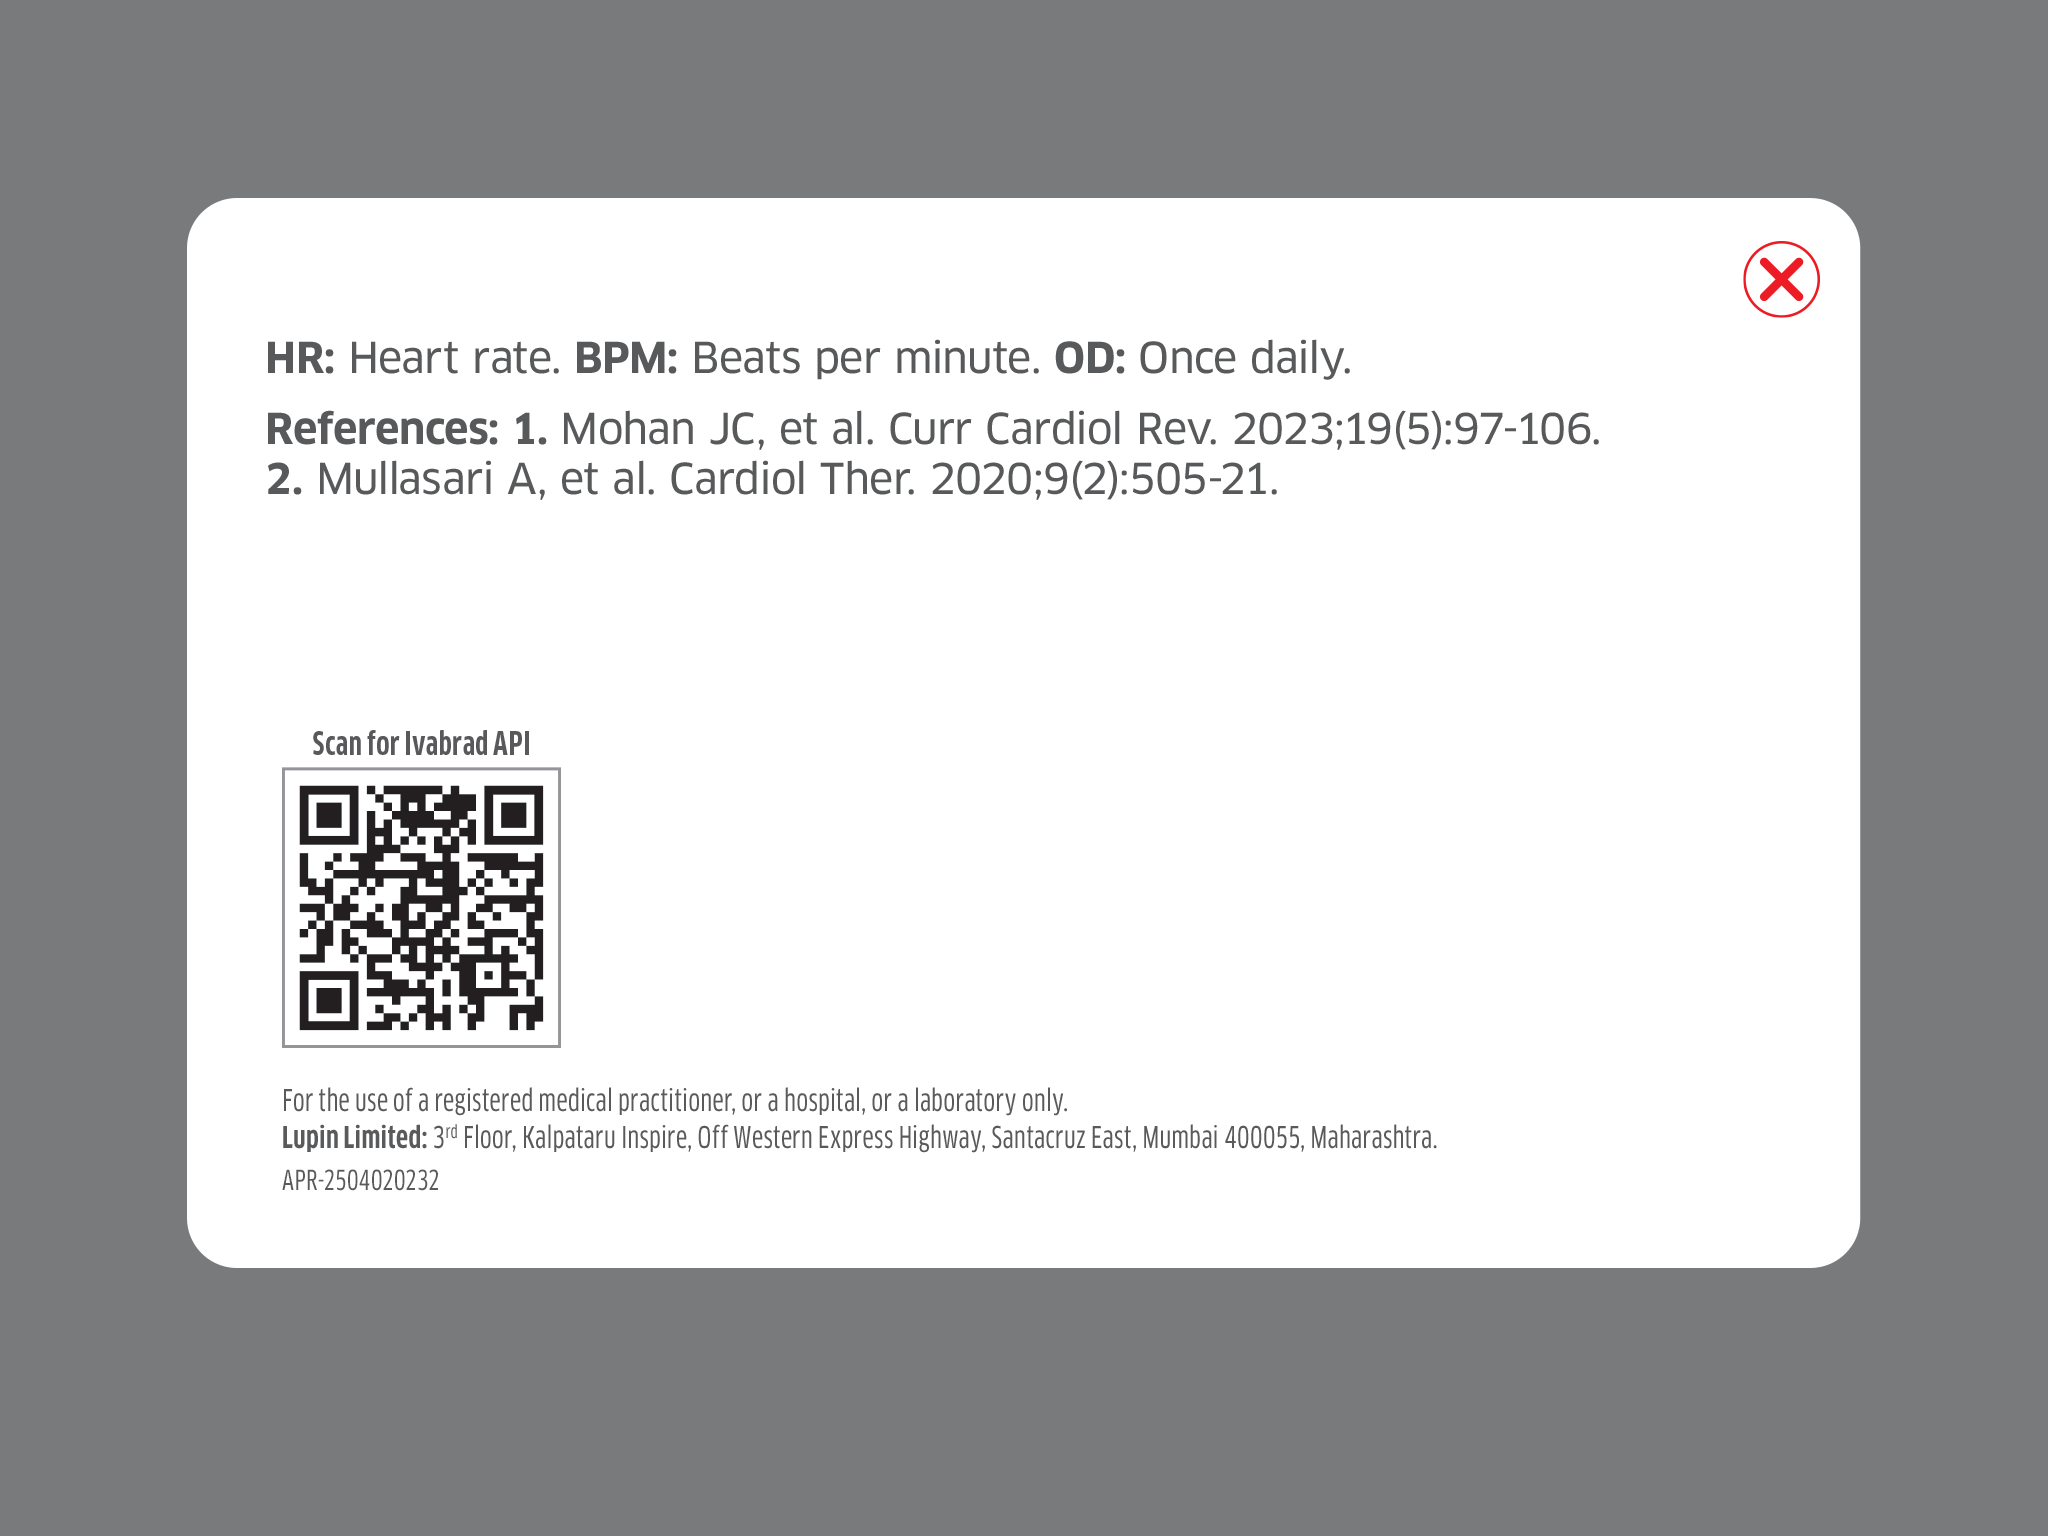 HR: Heart rate. BPM: Beats per minute. OD: Once daily.
References: 1. Mohan JC, et al. Curr Cardiol Rev. 2023;19(5):97-106.
2. Mullasari A, et al. Cardiol Ther. 2020;9(2):505-21.
Scan for Ivabrad API
For the use of a registered medical practitioner, or a hospital, or a laboratory only.
Lupin Limited: 3rd Floor, Kalpataru Inspire, Off Western Express Highway, Santacruz East, Mumbai 400055, Maharashtra.
APR-2504020232